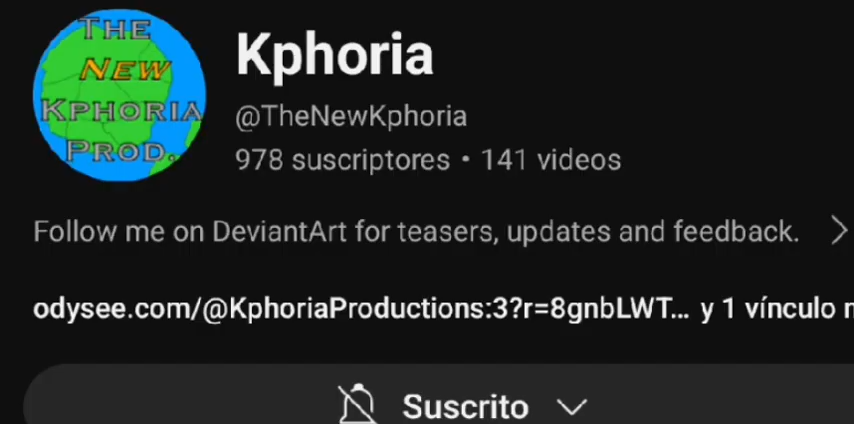 THE
NEW
KPHORIA
PROD.
Kphoria
@TheNewKphoria
978 suscriptores • 141 videos
Follow me on DeviantArt for teasers, updates and feedback.
odysee.com/@KphoriaProductions:3?r=8gnbLWT... y 1 vínculo
Suscrito